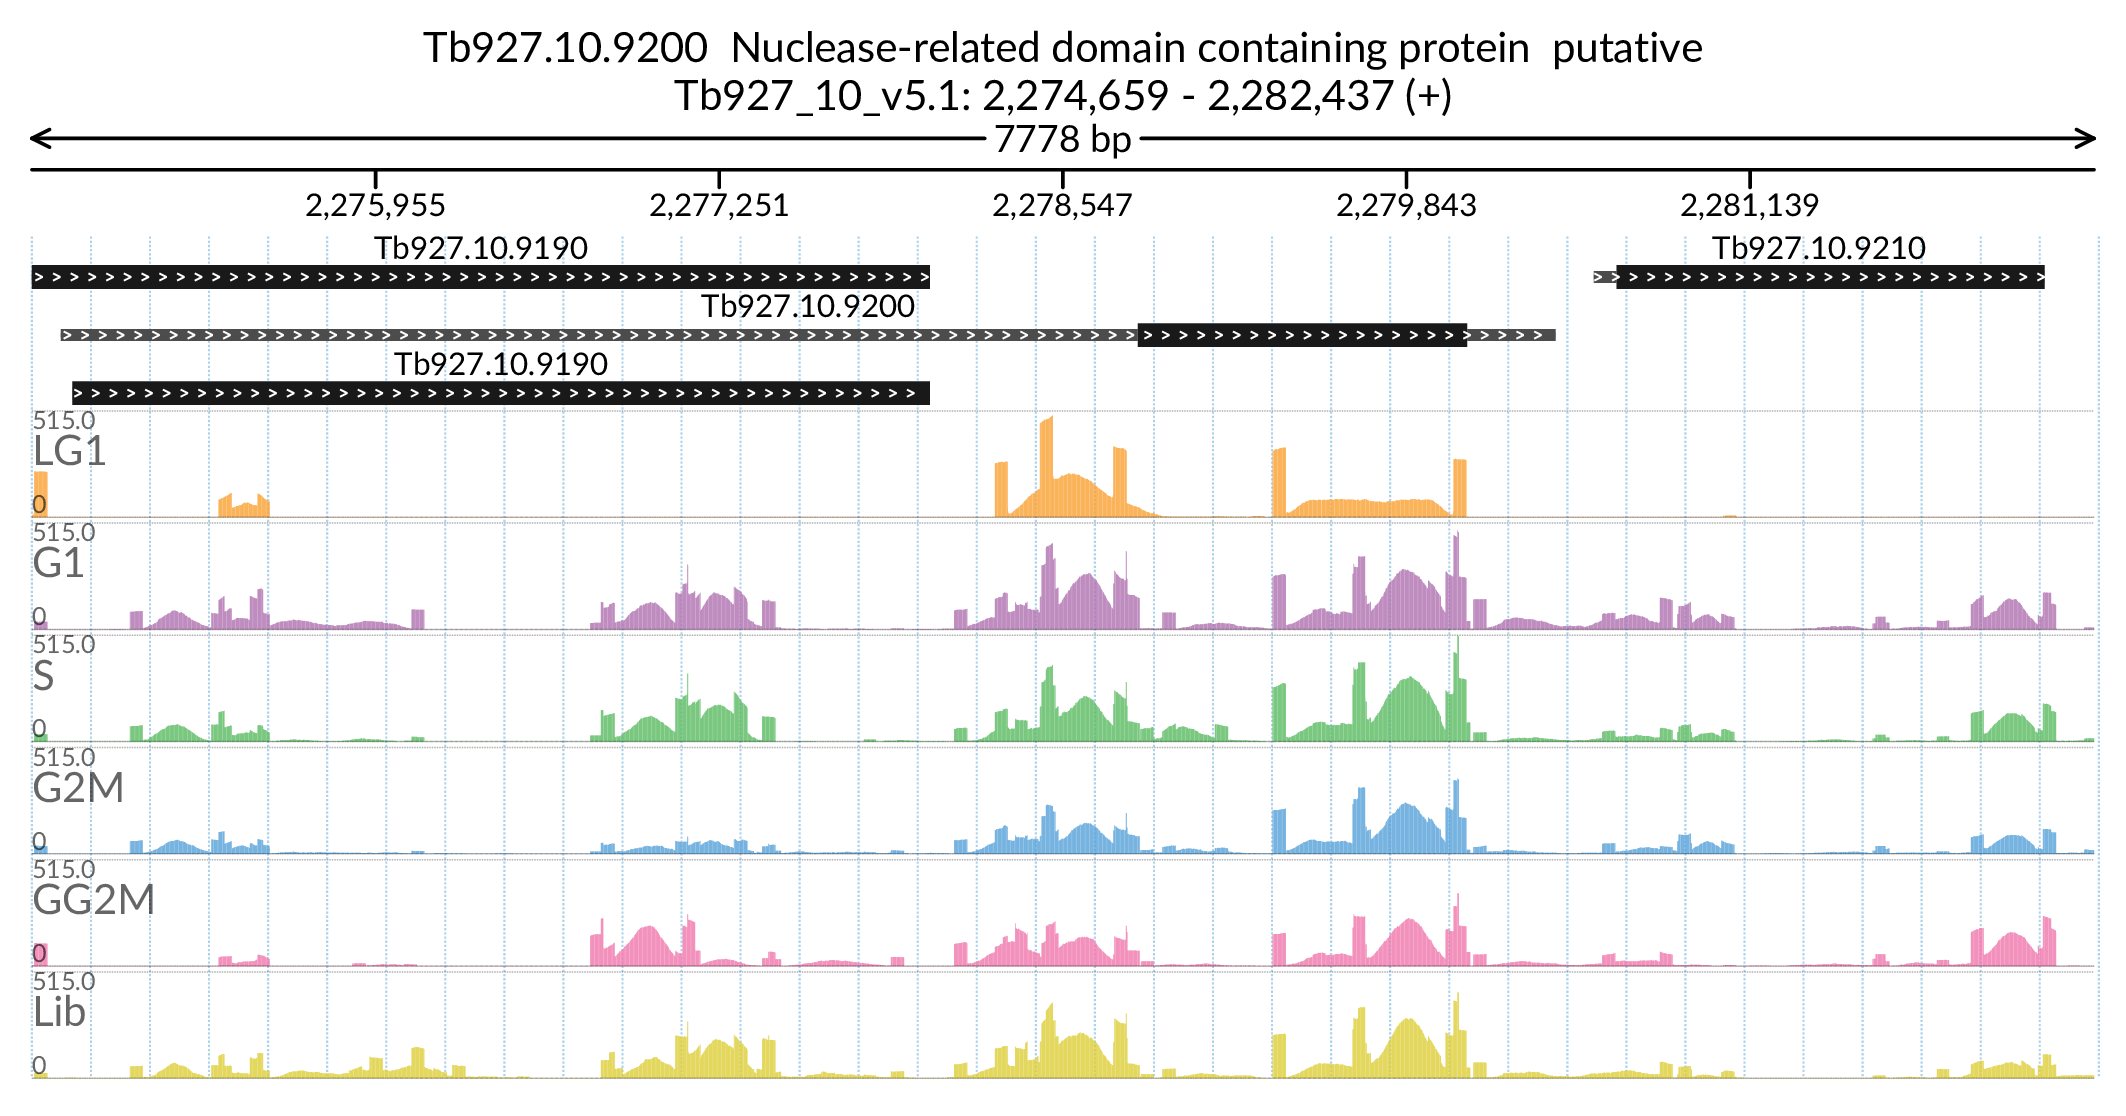 Tb927.10.9200  Nuclease-related domain containing protein  putative
Tb927_10_v5.1: 2,274,659 - 2,282,437 (+)
7778 bp
2,275,955 2,277,251 2,278,547 2,279,843 2,281,139
Tb927.10.9190 Tb927.10.9210
Tb927.10.9200
Tb927.10.9190
515.0
LG1
0
515.0
G1
0
515.0
S
0
515.0
G2M
0
515.0
GG2M
0
515.0
Lib
0